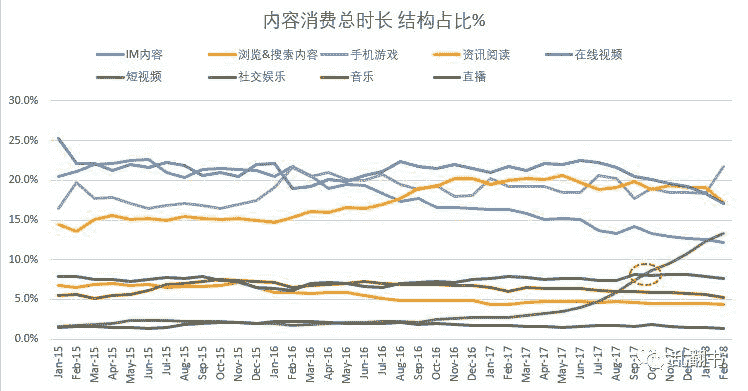 内容消费总时长 结构占比%
IM内容 浏览&搜索内容 手机游戏 资讯阅读 在线视频
短视频 社交娱乐 音乐 直播
30.0%
25.0%
20.0%
15.0%
10.0%
5.0%
0.0%
Jan-15 Feb-15 Mar-15 Apr-15 May-15 Jun-15 Jul-15 Aug-15 Sep-15 Oct-15 Nov-15 Dec-15 Jan-16 Feb-16 Mar-16 Apr-16 May-16 Jun-16 Jul-16 Aug-16 Sep-16 Oct-16 Nov-16 Dec-16 Jan-17 Feb-17 Mar-17 Apr-17 May-17 Jun-17 Jul-17 Aug-17 Sep-17 Oct-17 Nov-17 Dec-17 Jan-18 Feb-18